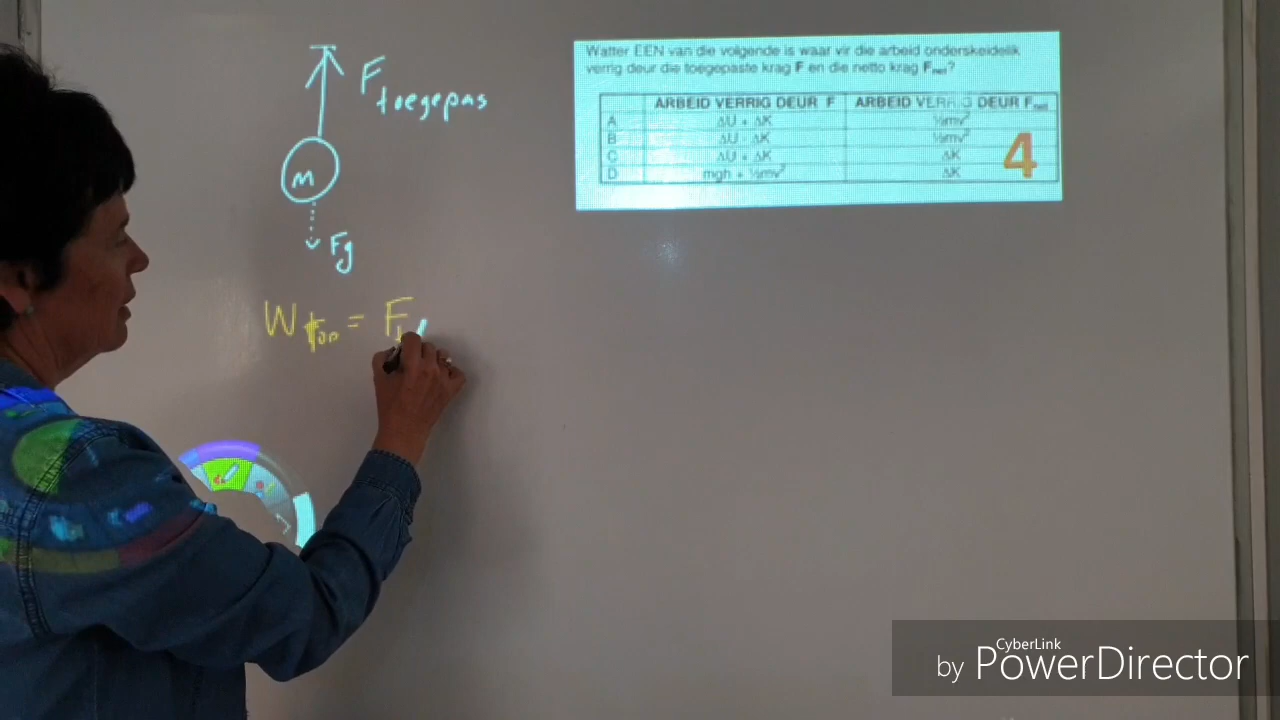 F
toegepas
m
Fg
W too = F t
Watter EEN van die volgende is waar vir die arbeid onderskeidelik
verrig deur die toegepaste krag F en die netto krag Fnet?
ARBEID VERRIG DEUR F ARBEID VERRIG DEUR Fnet
A ΔU + ΔK ½mv²
B ΔU - ΔK ½mv²
C ΔU + ΔK ΔK
D mgh + ½mv² ΔK
4
CyberLink
by PowerDirector